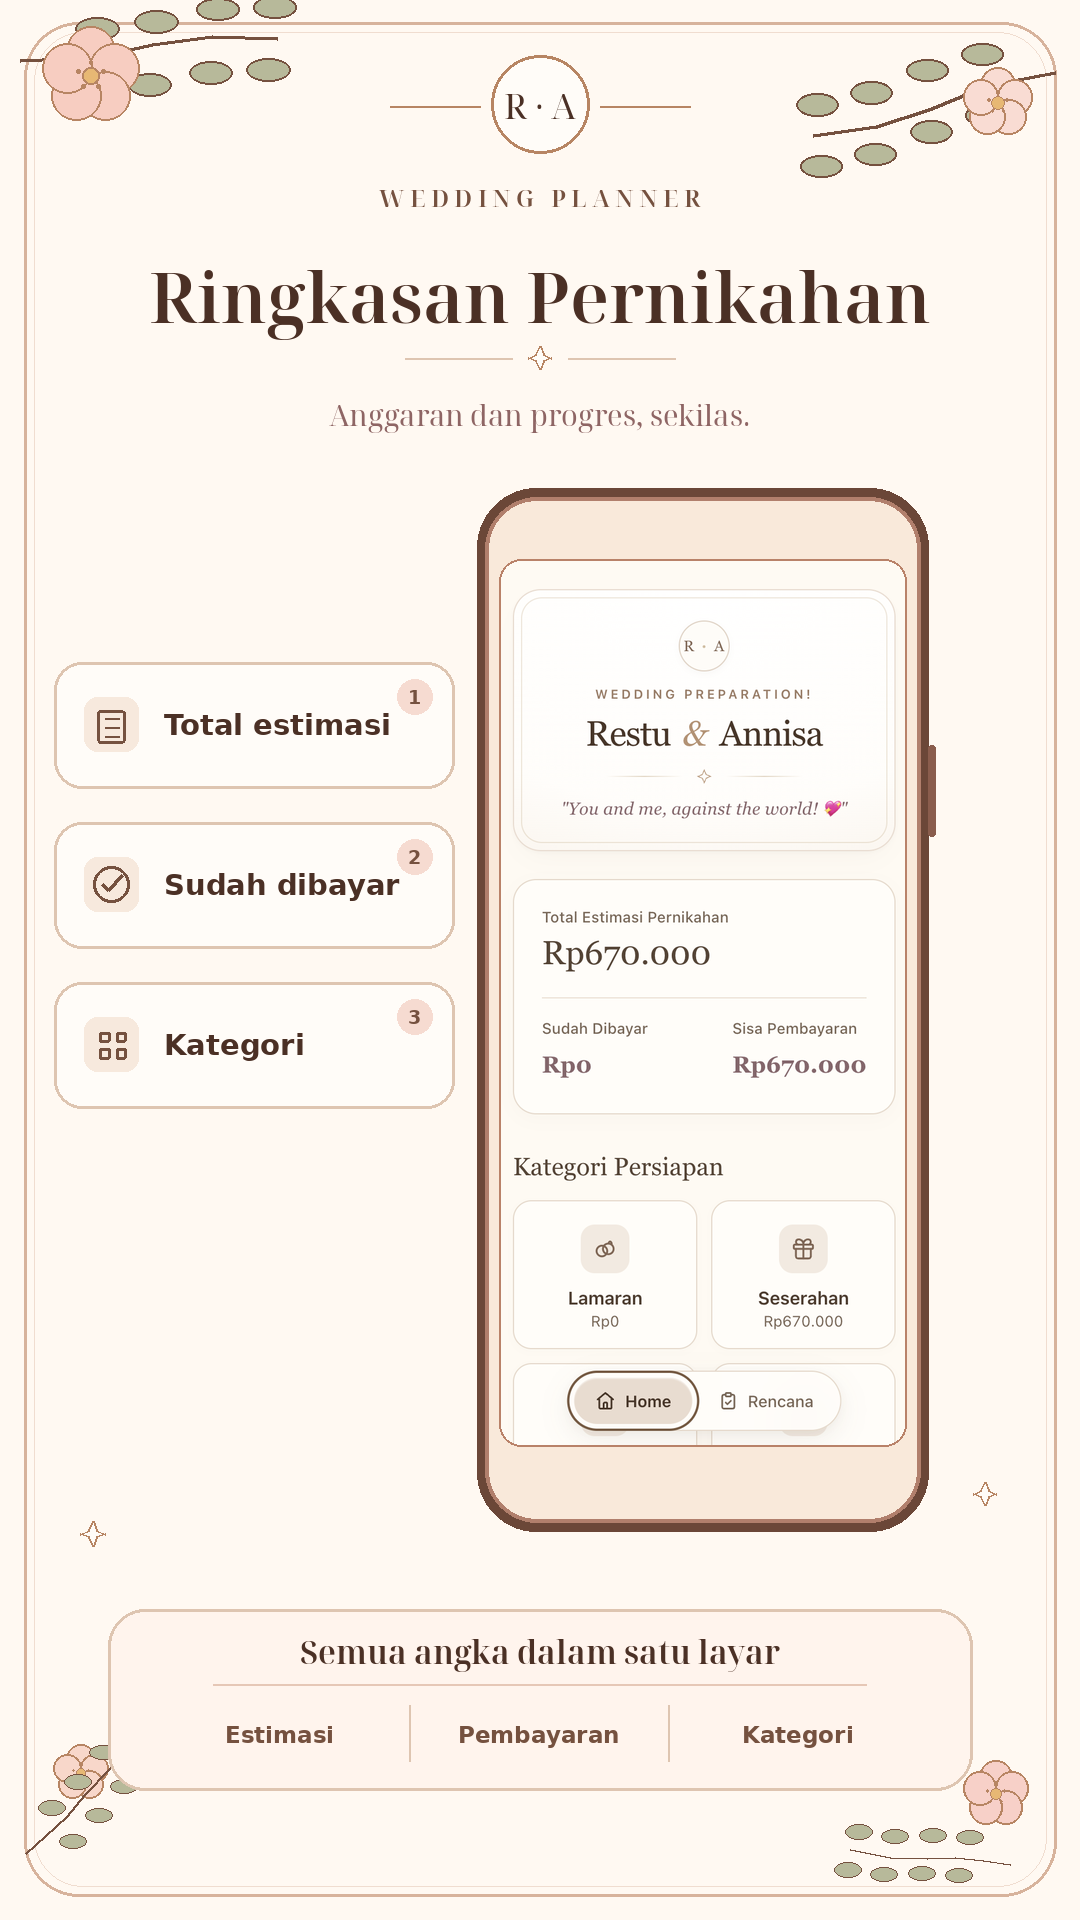 R · A
WEDDING PLANNER
Ringkasan Pernikahan
Anggaran dan progres, sekilas.
1
Total estimasi
2
Sudah dibayar
3
Kategori
R · A
WEDDING PREPARATION!
Restu & Annisa
"You and me, against the world! 💖"
Total Estimasi Pernikahan
Rp670.000
Sudah Dibayar Sisa Pembayaran
Rp0 Rp670.000
Kategori Persiapan
Lamaran Seserahan
Rp0 Rp670.000
Home Rencana
Semua angka dalam satu layar
Estimasi Pembayaran Kategori